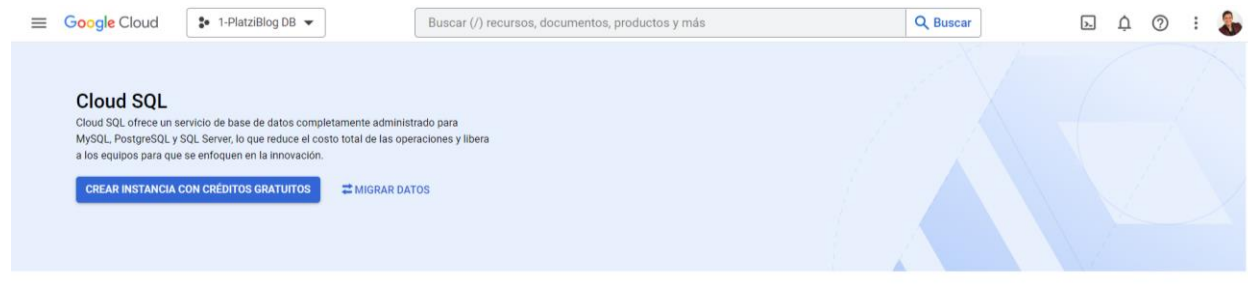 Google Cloud
1-PlatziBlog DB
Buscar (/) recursos, documentos, productos y más
Buscar
Cloud SQL
Cloud SQL ofrece un servicio de base de datos completamente administrado para
MySQL, PostgreSQL y SQL Server, lo que reduce el costo total de las operaciones y libera
a los equipos para que se enfoquen en la innovación.
CREAR INSTANCIA CON CRÉDITOS GRATUITOS
MIGRAR DATOS